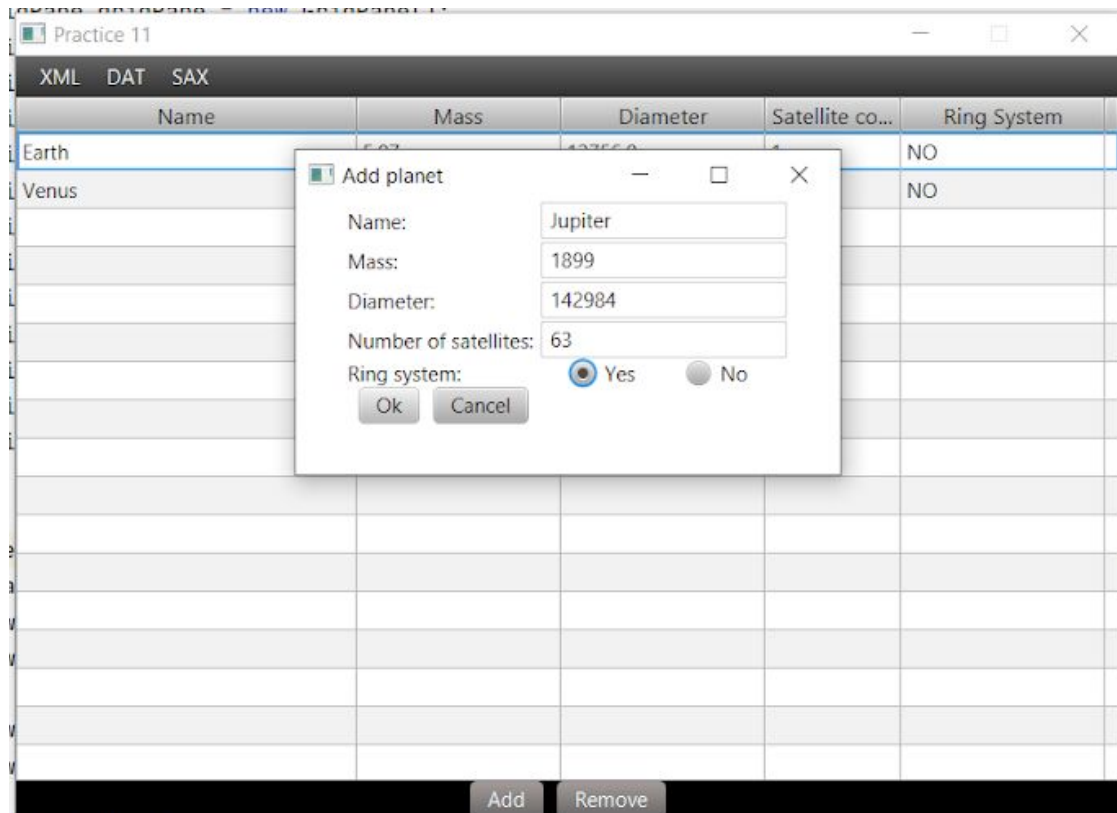 Practice 11
XML DAT SAX
Name Mass Diameter Satellite co... Ring System
Earth NO
Venus NO
Add planet
Name: Jupiter
Mass: 1899
Diameter: 142984
Number of satellites: 63
Ring system: Yes No
Ok Cancel
Add Remove